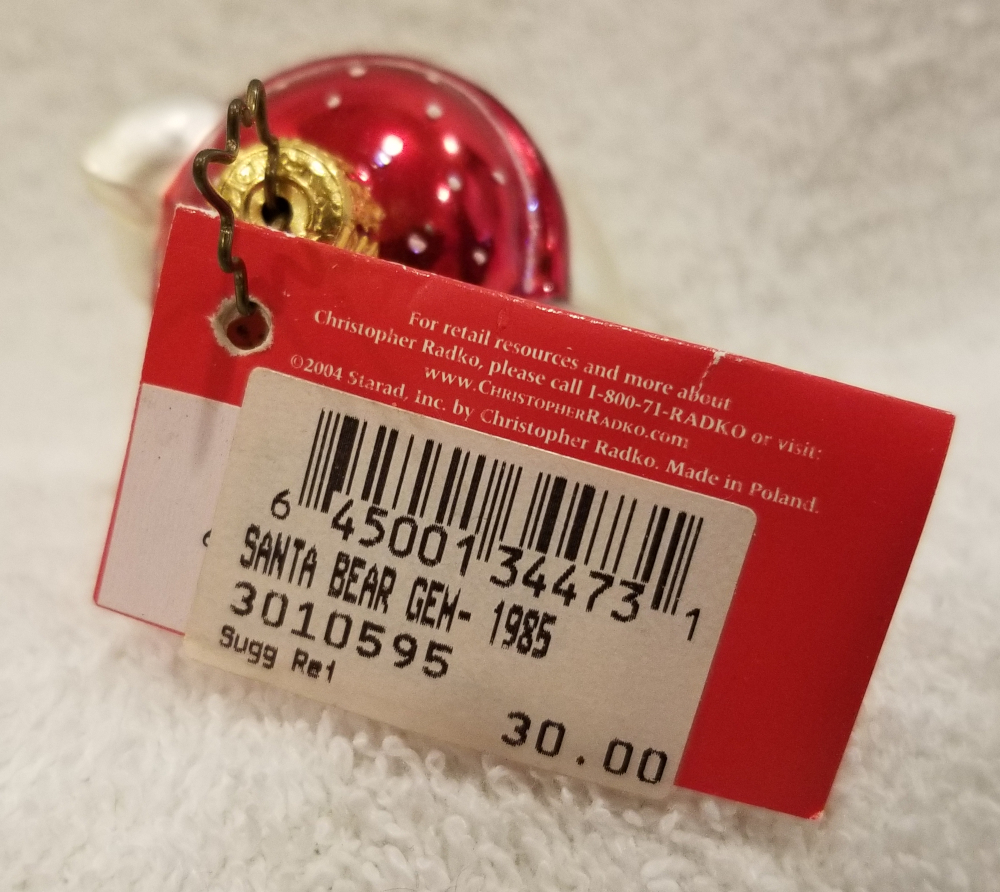 For retail resources and more about
Christopher Radko, please call 1-800-71-RADKO or visit:
www.ChristopherRadko.com
©2004 Starad, Inc. by Christopher Radko. Made in Poland.
6 45001 34473 1
SANTA BEAR GEM- 1985
3010595
Sugg Ret
30.00